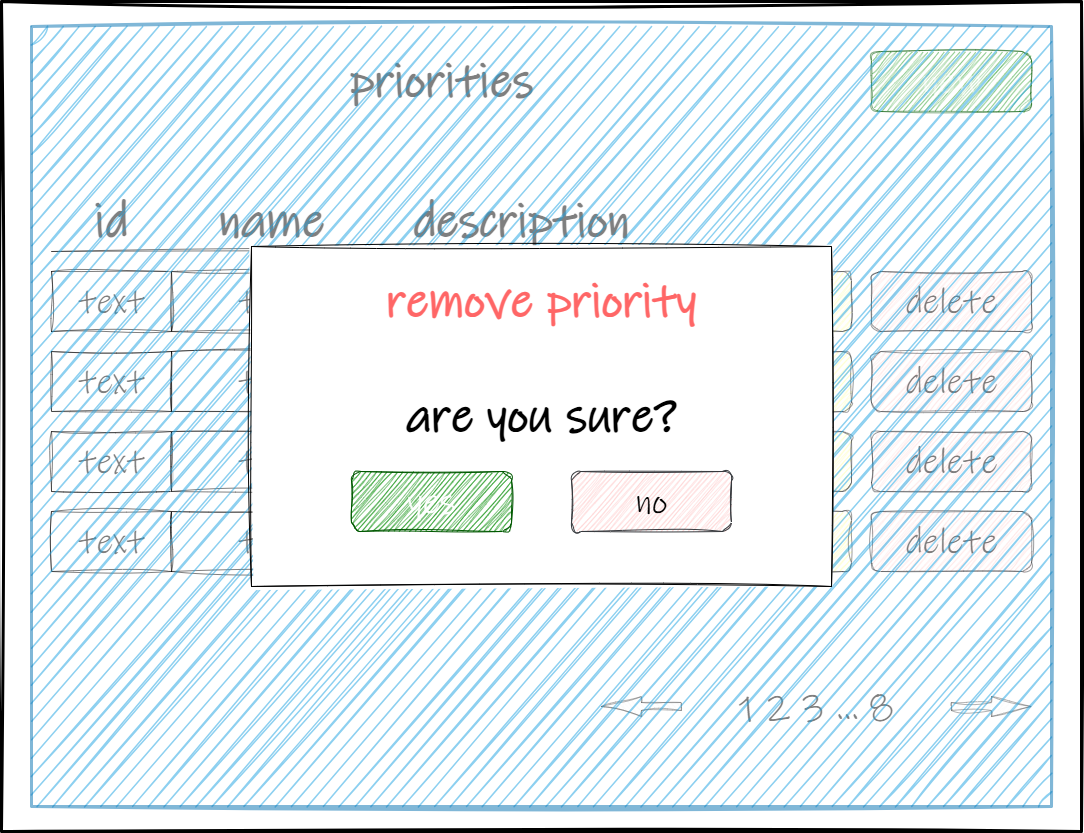 priorities
id name description
remove priority
text delete
text delete
are you sure?
text delete
yes no
text delete
1 2 3 ... 8